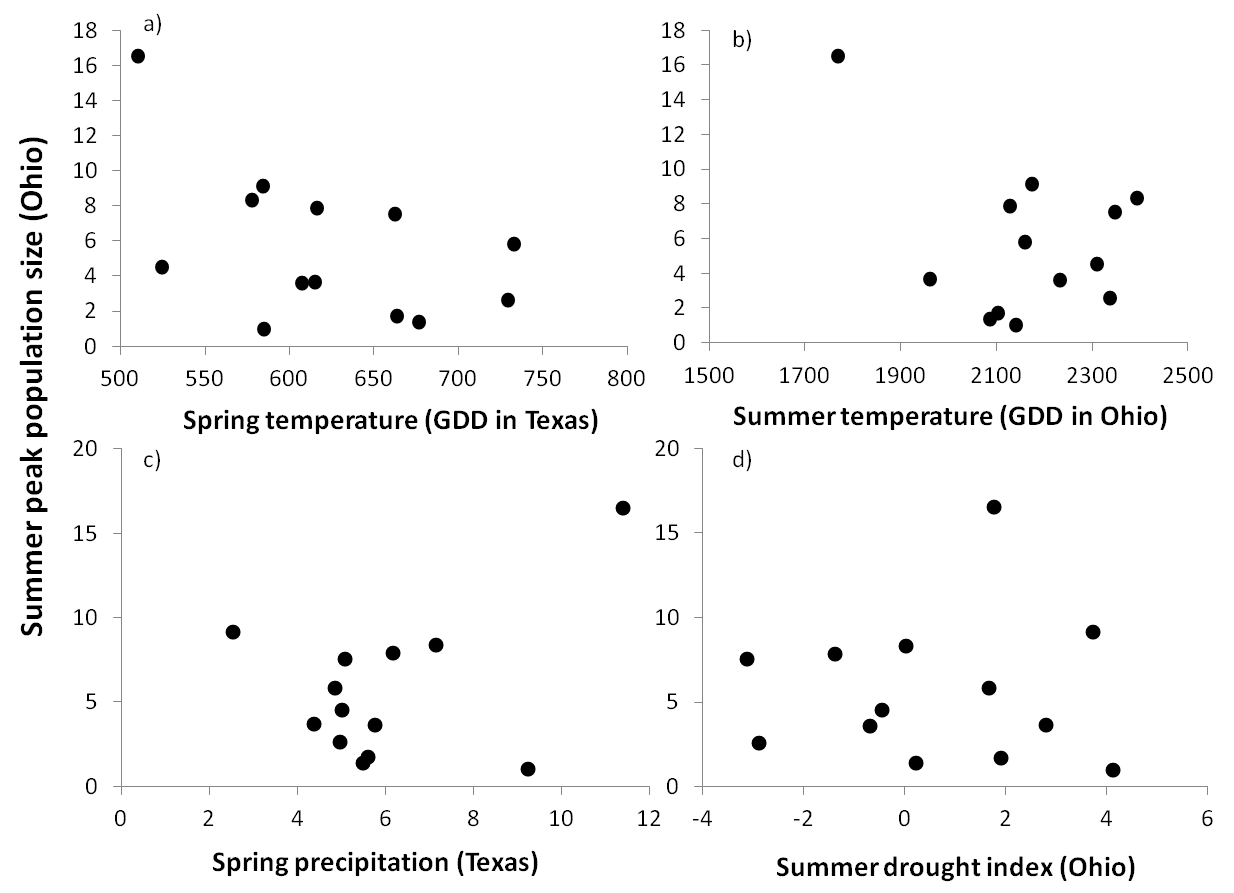 Summer peak population size (Ohio)
a)
18
16
14
12
10
8
6
4
2
0
500 550 600 650 700 750 800
Spring temperature (GDD in Texas)
b)
18
16
14
12
10
8
6
4
2
0
1500 1700 1900 2100 2300 2500
Summer temperature (GDD in Ohio)
c)
20
15
10
5
0
0 2 4 6 8 10 12
Spring precipitation (Texas)
d)
20
15
10
5
0
-4 -2 0 2 4 6
Summer drought index (Ohio)